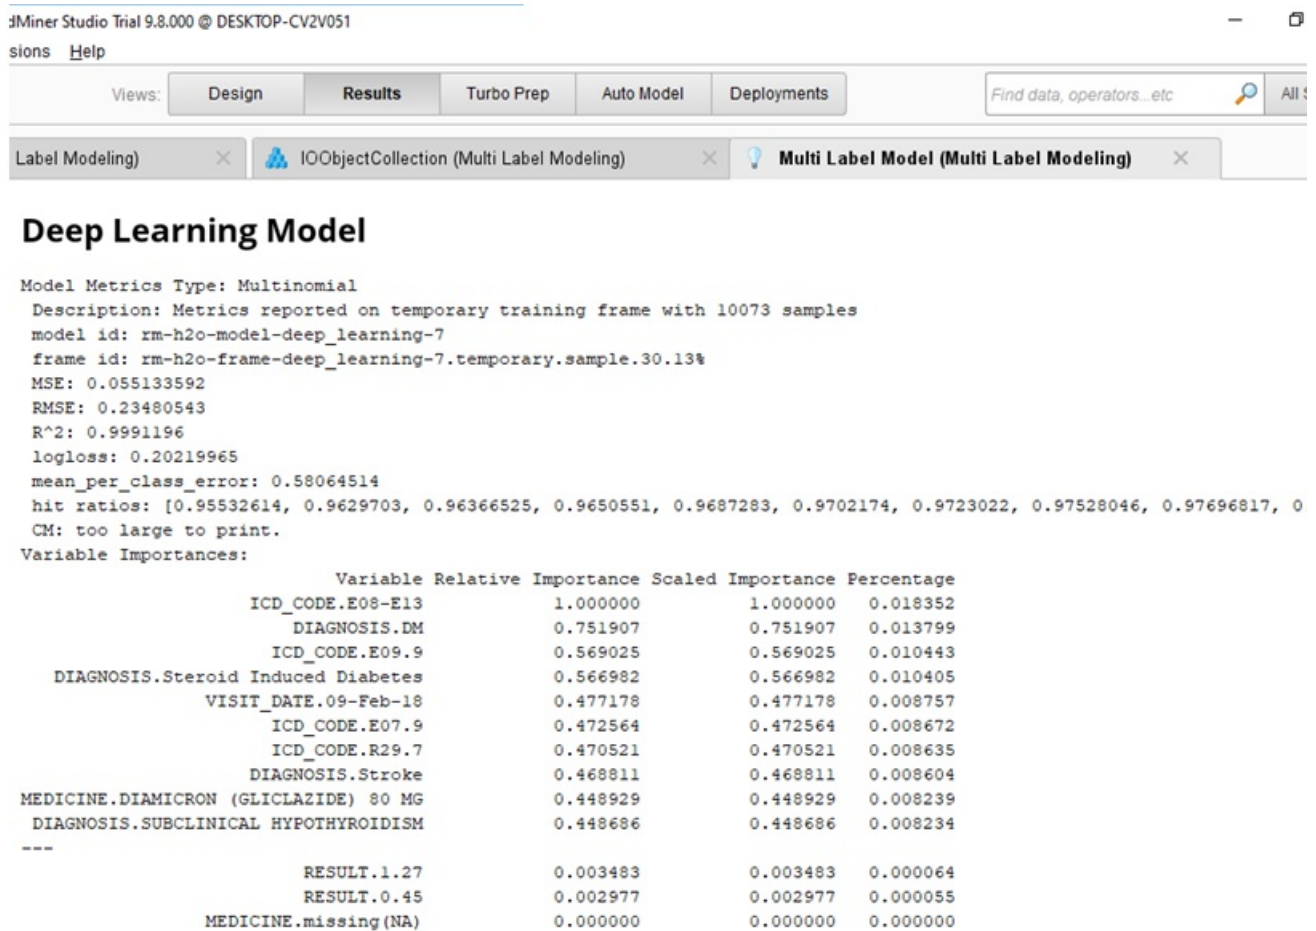 dMiner Studio Trial 9.8.000 @ DESKTOP-CV2V051
sions Help
Views: Design Results Turbo Prep Auto Model Deployments Find data, operators...etc All S
Label Modeling) IOObjectCollection (Multi Label Modeling) Multi Label Model (Multi Label Modeling)
Deep Learning Model
Model Metrics Type: Multinomial
Description: Metrics reported on temporary training frame with 10073 samples
model id: rm-h2o-model-deep_learning-7
frame id: rm-h2o-frame-deep_learning-7.temporary.sample.30.13%
MSE: 0.055133592
RMSE: 0.23480543
R^2: 0.9991196
logloss: 0.20219965
mean_per_class_error: 0.58064514
hit ratios: [0.95532614, 0.9629703, 0.96366525, 0.9650551, 0.9687283, 0.9702174, 0.9723022, 0.97528046, 0.97696817, 0.
CM: too large to print.
Variable Importances:
Variable Relative Importance Scaled Importance Percentage
ICD_CODE.E08-E13 1.000000 1.000000 0.018352
DIAGNOSIS.DM 0.751907 0.751907 0.013799
ICD_CODE.E09.9 0.569025 0.569025 0.010443
DIAGNOSIS.Steroid Induced Diabetes 0.566982 0.566982 0.010405
VISIT_DATE.09-Feb-18 0.477178 0.477178 0.008757
ICD_CODE.E07.9 0.472564 0.472564 0.008672
ICD_CODE.R29.7 0.470521 0.470521 0.008635
DIAGNOSIS.Stroke 0.468811 0.468811 0.008604
MEDICINE.DIAMICRON (GLICLAZIDE) 80 MG 0.448929 0.448929 0.008239
DIAGNOSIS.SUBCLINICAL HYPOTHYROIDISM 0.448686 0.448686 0.008234
---
RESULT.1.27 0.003483 0.003483 0.000064
RESULT.0.45 0.002977 0.002977 0.000055
MEDICINE.missing(NA) 0.000000 0.000000 0.000000